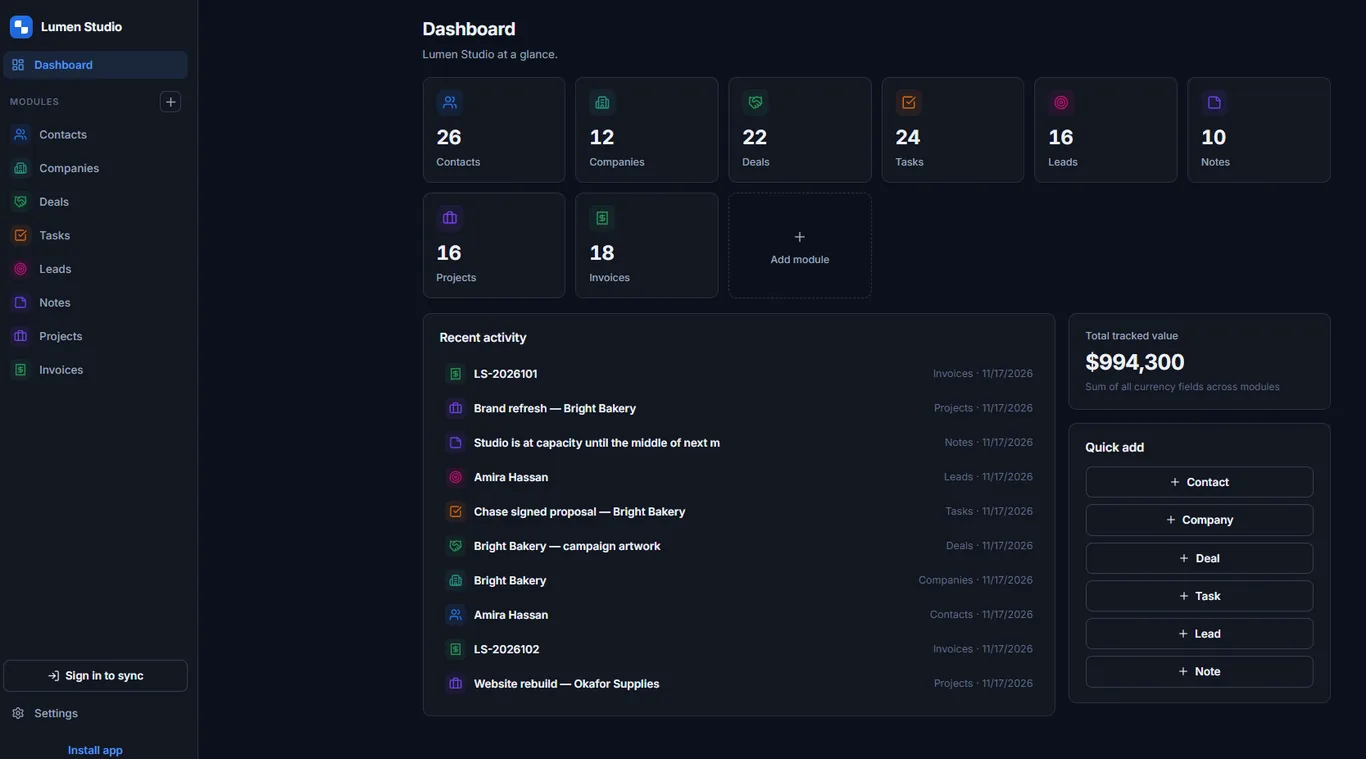 Lumen Studio
Dashboard
MODULES
Contacts
Companies
Deals
Tasks
Leads
Notes
Projects
Invoices
Sign in to sync
Settings
Install app
Dashboard
Lumen Studio at a glance.
26
Contacts
12
Companies
22
Deals
24
Tasks
16
Leads
10
Notes
16
Projects
18
Invoices
+
Add module
Recent activity
LS-2026101 Invoices · 11/17/2026
Brand refresh — Bright Bakery Projects · 11/17/2026
Studio is at capacity until the middle of next m Notes · 11/17/2026
Amira Hassan Leads · 11/17/2026
Chase signed proposal — Bright Bakery Tasks · 11/17/2026
Bright Bakery — campaign artwork Deals · 11/17/2026
Bright Bakery Companies · 11/17/2026
Amira Hassan Contacts · 11/17/2026
LS-2026102 Invoices · 11/17/2026
Website rebuild — Okafor Supplies Projects · 11/17/2026
Total tracked value
$994,300
Sum of all currency fields across modules
Quick add
+ Contact
+ Company
+ Deal
+ Task
+ Lead
+ Note